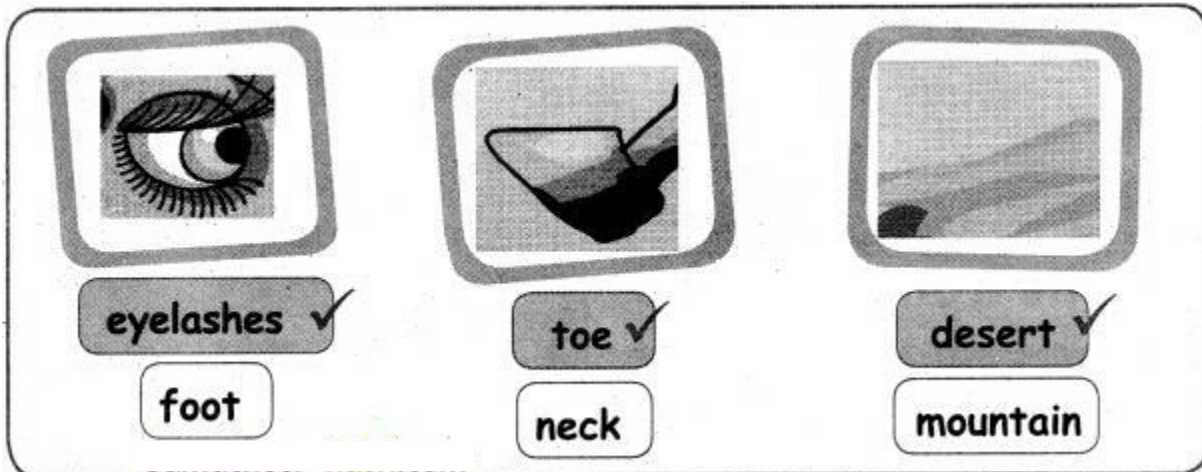 eyelashes ✓
toe ✓
desert ✓
foot
neck
mountain